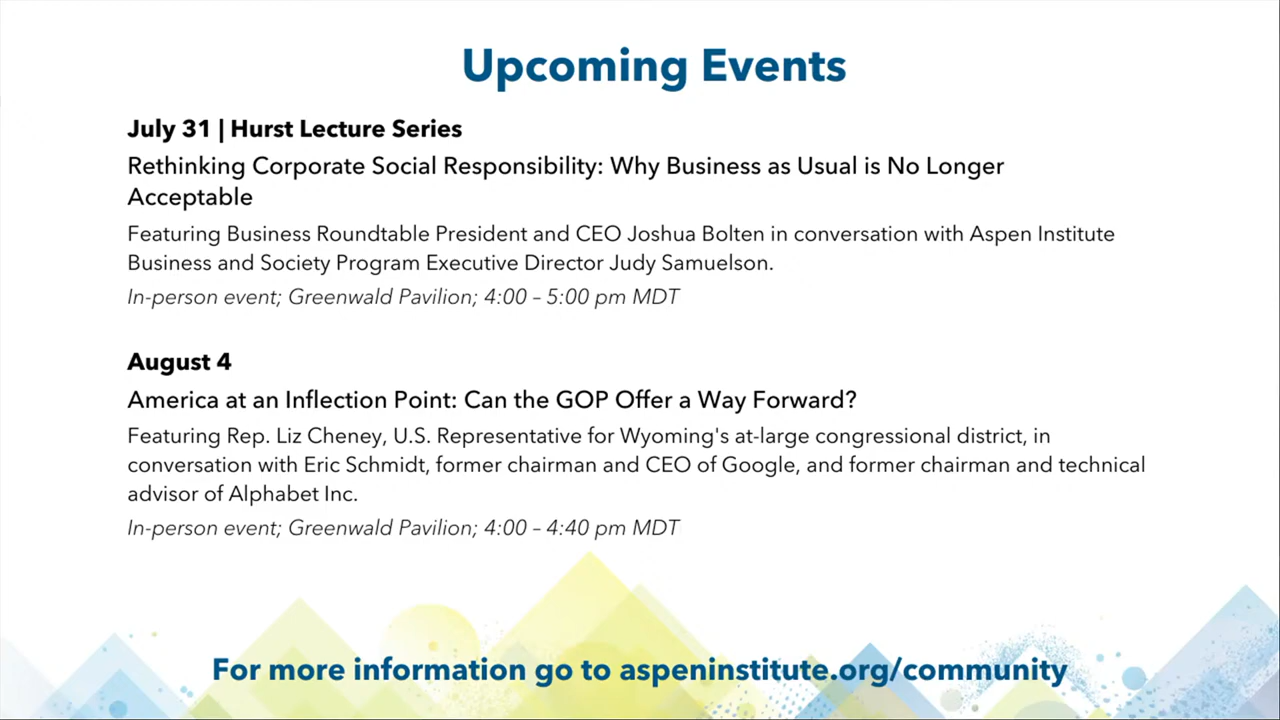 Upcoming Events
July 31 | Hurst Lecture Series
Rethinking Corporate Social Responsibility: Why Business as Usual is No Longer
Acceptable
Featuring Business Roundtable President and CEO Joshua Bolten in conversation with Aspen Institute
Business and Society Program Executive Director Judy Samuelson.
In-person event; Greenwald Pavilion; 4:00 – 5:00 pm MDT
August 4
America at an Inflection Point: Can the GOP Offer a Way Forward?
Featuring Rep. Liz Cheney, U.S. Representative for Wyoming's at-large congressional district, in
conversation with Eric Schmidt, former chairman and CEO of Google, and former chairman and technical
advisor of Alphabet Inc.
In-person event; Greenwald Pavilion; 4:00 – 4:40 pm MDT
For more information go to aspeninstitute.org/community